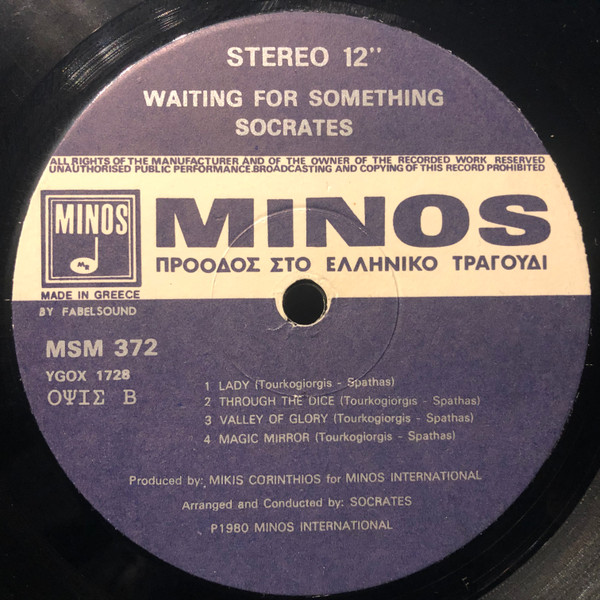 STEREO 12"
WAITING FOR SOMETHING
SOCRATES
ALL RIGHTS OF THE MANUFACTURER AND OF THE OWNER OF THE RECORDED WORK RESERVED
UNAUTHORISED PUBLIC PERFORMANCE.BROADCASTING AND COPYING OF THIS RECORD PROHIBITED
MINOS
MR
MINOS
ΠΡΟΟΔΟΣ ΣΤΟ ΕΛΛΗΝΙΚΟ ΤΡΑΓΟΥΔΙ
MADE IN GREECE
BY FABELSOUND
MSM 372
YGOX 1728
ΟΨΙΣ Β
1 LADY (Tourkogiorgis - Spathas)
2 THROUGH THE DICE (Tourkogiorgis - Spathas)
3 VALLEY OF GLORY (Tourkogiorgis - Spathas)
4 MAGIC MIRROR (Tourkogiorgis - Spathas)
Produced by: MIKIS CORINTHIOS for MINOS INTERNATIONAL
Arranged and Conducted by: SOCRATES
P1980 MINOS INTERNATIONAL